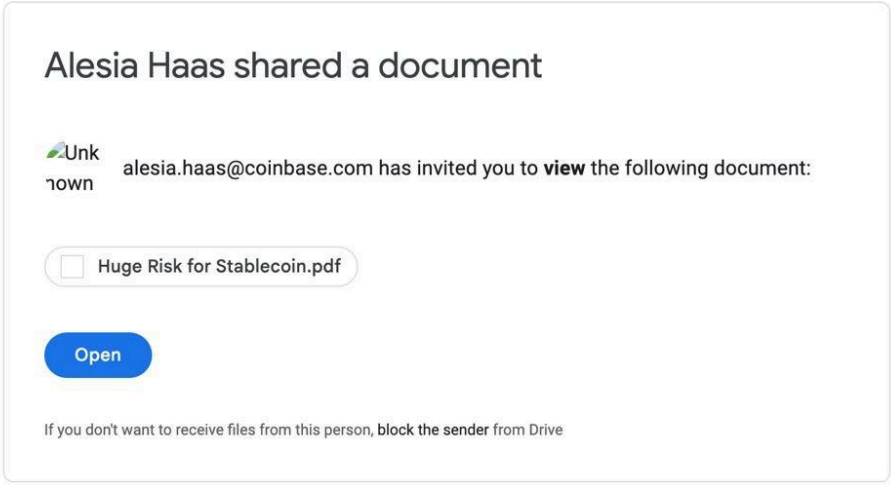 Alesia Haas shared a document
Unk
nown
alesia.haas@coinbase.com has invited you to view the following document:
Huge Risk for Stablecoin.pdf
Open
If you don't want to receive files from this person, block the sender from Drive